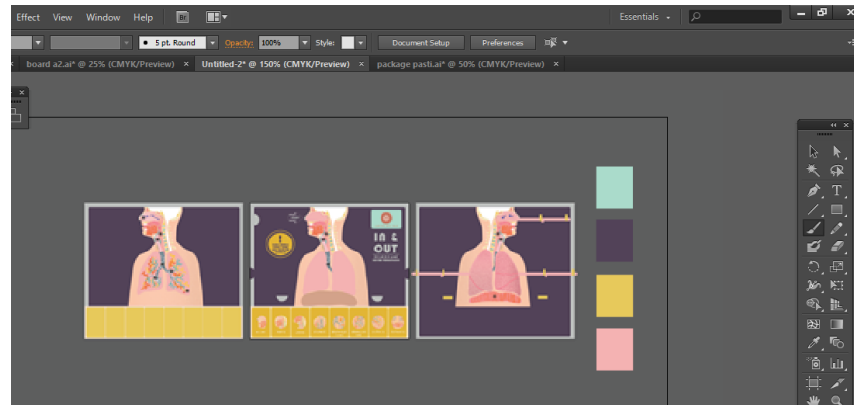 Effect View Window Help Br Essentials
5 pt. Round Opacity: 100% Style: Document Setup Preferences
board a2.ai* @ 25% (CMYK/Preview) × Untitled-2* @ 150% (CMYK/Preview) × package pasti.ai* @ 50% (CMYK/Preview) ×
IN &
OUT
T